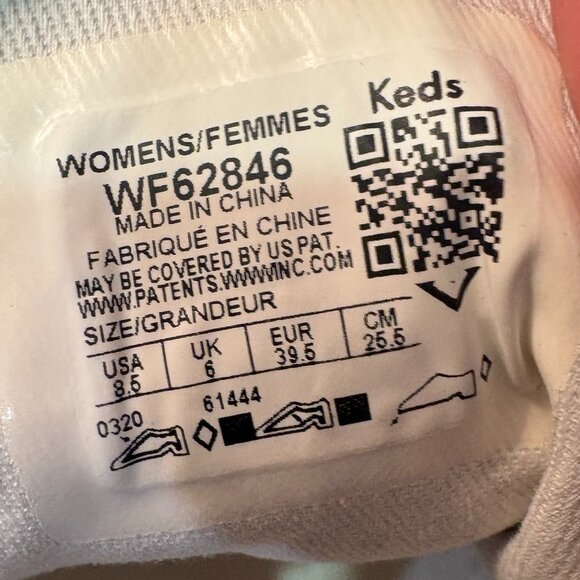 Keds
WOMENS/FEMMES
WF62846
MADE IN CHINA
FABRIQUÉ EN CHINE
MAY BE COVERED BY US PAT.
WWW.PATENTS.WWWINC.COM
SIZE/GRANDEUR
USA UK EUR CM
8.5 6 39.5 25.5
0320 61444